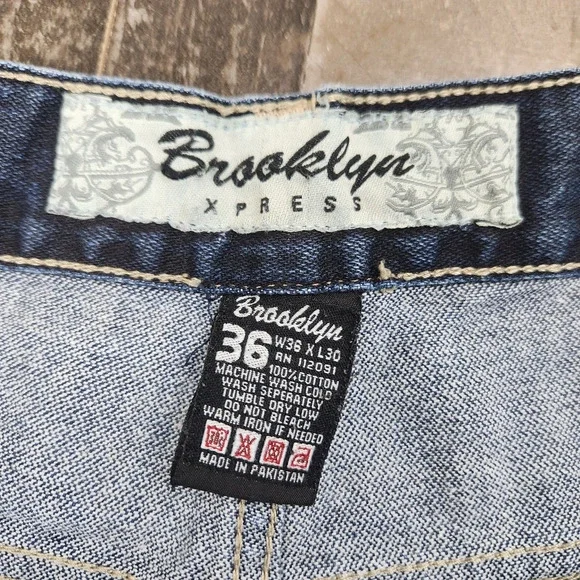 Brooklyn
XPRESS
Brooklyn
36
W36 X L30
RN 112091
100% COTTON
MACHINE WASH COLD
WASH SEPERATELY
TUMBLE DRY LOW
DO NOT BLEACH
WARM IRON IF NEEDED
MADE IN PAKISTAN